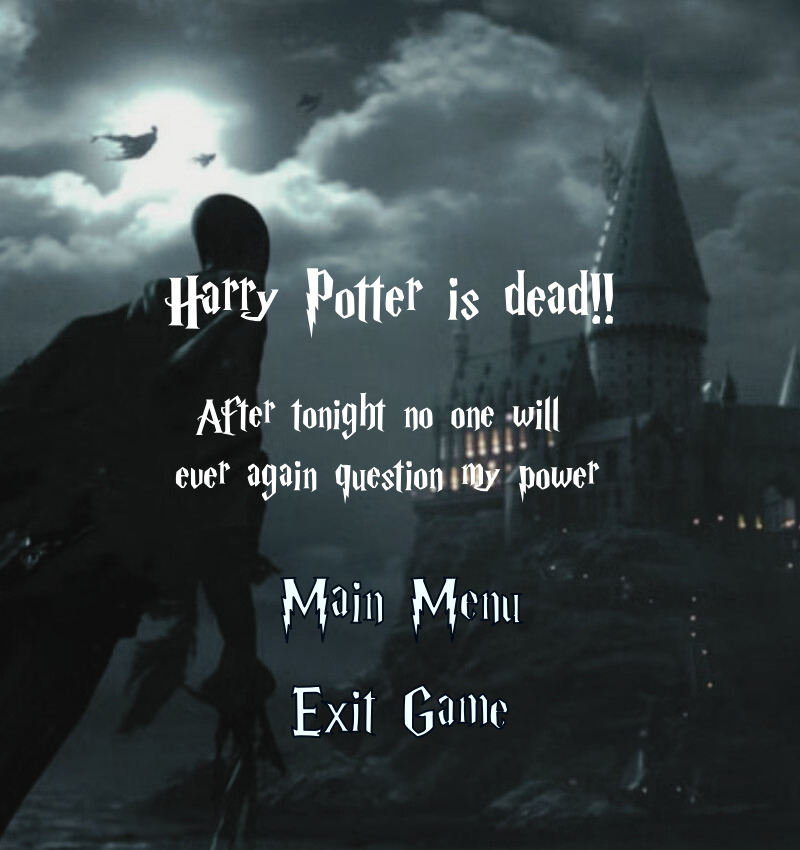 Harry Potter is dead!!
After tonight no one will
ever again question my power
Main Menu
Exit Game